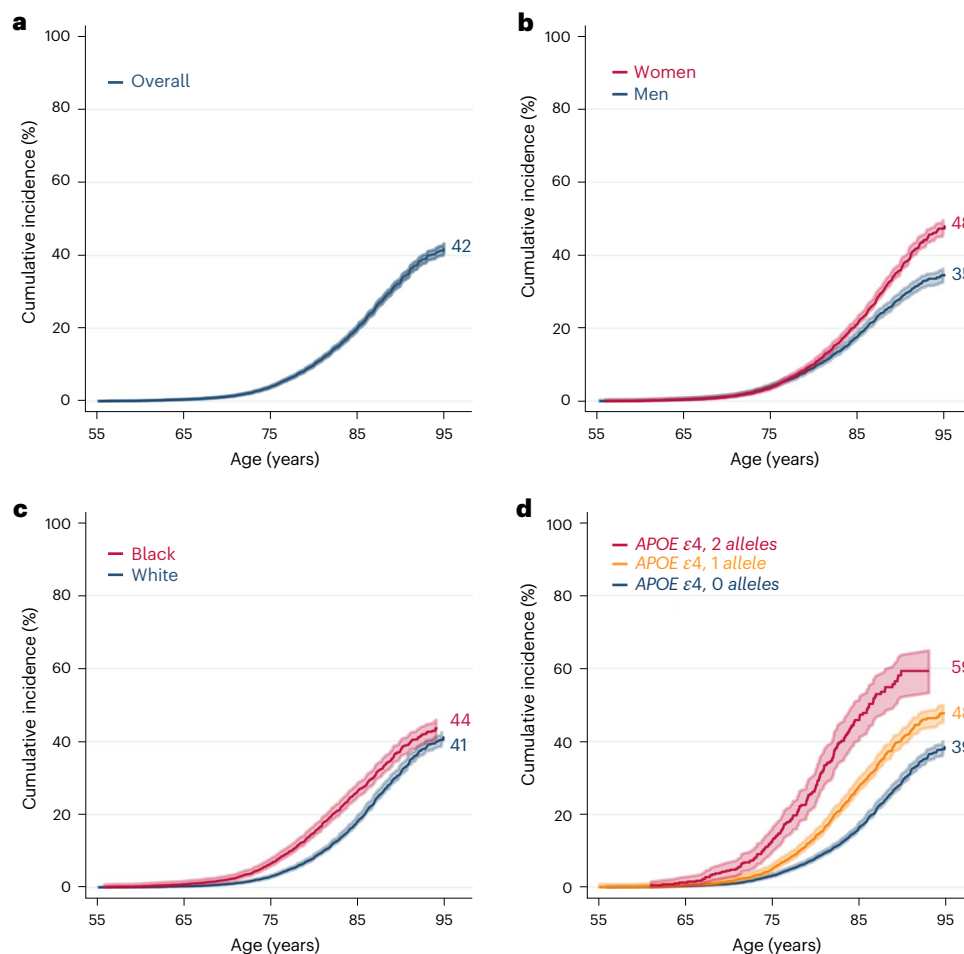 a
100
80
60
40
20
0
Cumulative incidence (%)
Overall
42
55 65 75 85 95
Age (years)
b
100
80
60
40
20
0
Cumulative incidence (%)
Women
Men
55 65 75 85 95
Age (years)
c
100
80
60
40
20
0
Cumulative incidence (%)
Black
White
44
41
55 65 75 85 95
Age (years)
d
100
80
60
40
20
0
Cumulative incidence (%)
APOE ε4, 2 alleles
APOE ε4, 1 allele
APOE ε4, 0 alleles
55 65 75 85 95
Age (years)